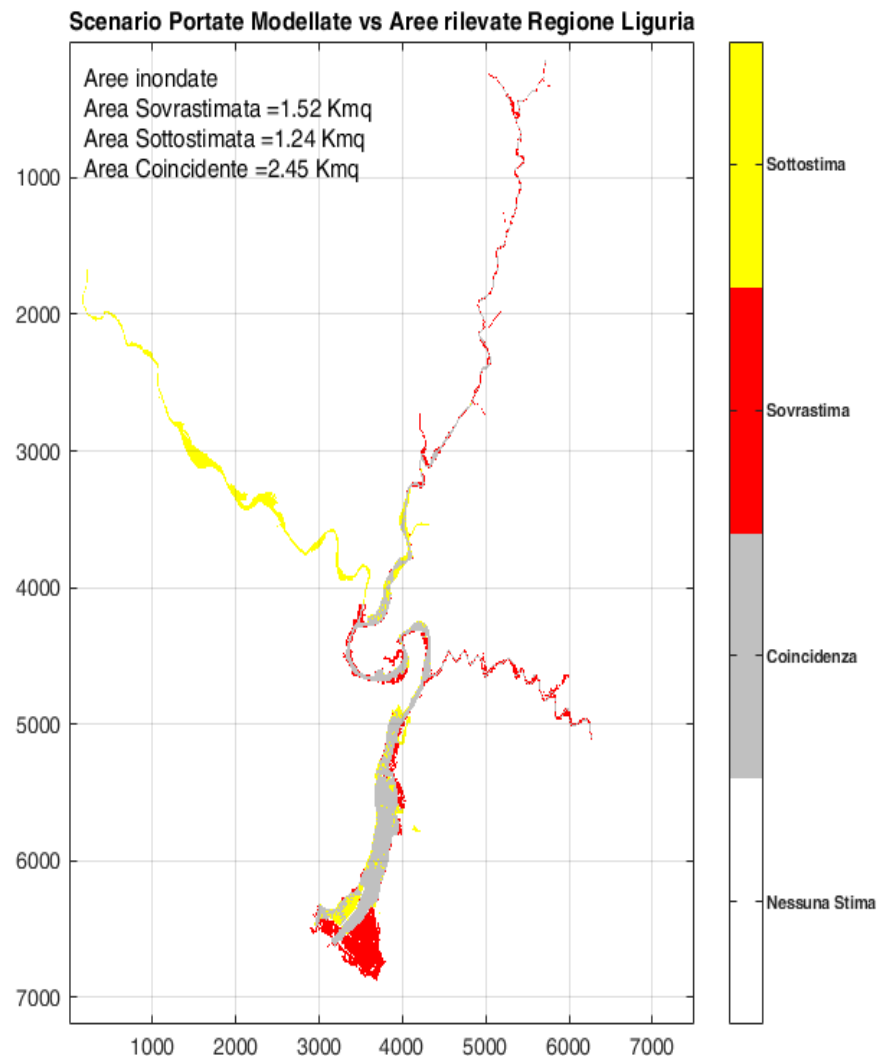 Scenario Portate Modellate vs Aree rilevate Regione Liguria
Aree inondate
Area Sovrastimata =1.52 Kmq
Area Sottostimata =1.24 Kmq
Area Coincidente =2.45 Kmq
1000
2000
3000
4000
5000
6000
7000
1000 2000 3000 4000 5000 6000 7000
Sottostima
Sovrastima
Coincidenza
Nessuna Stima